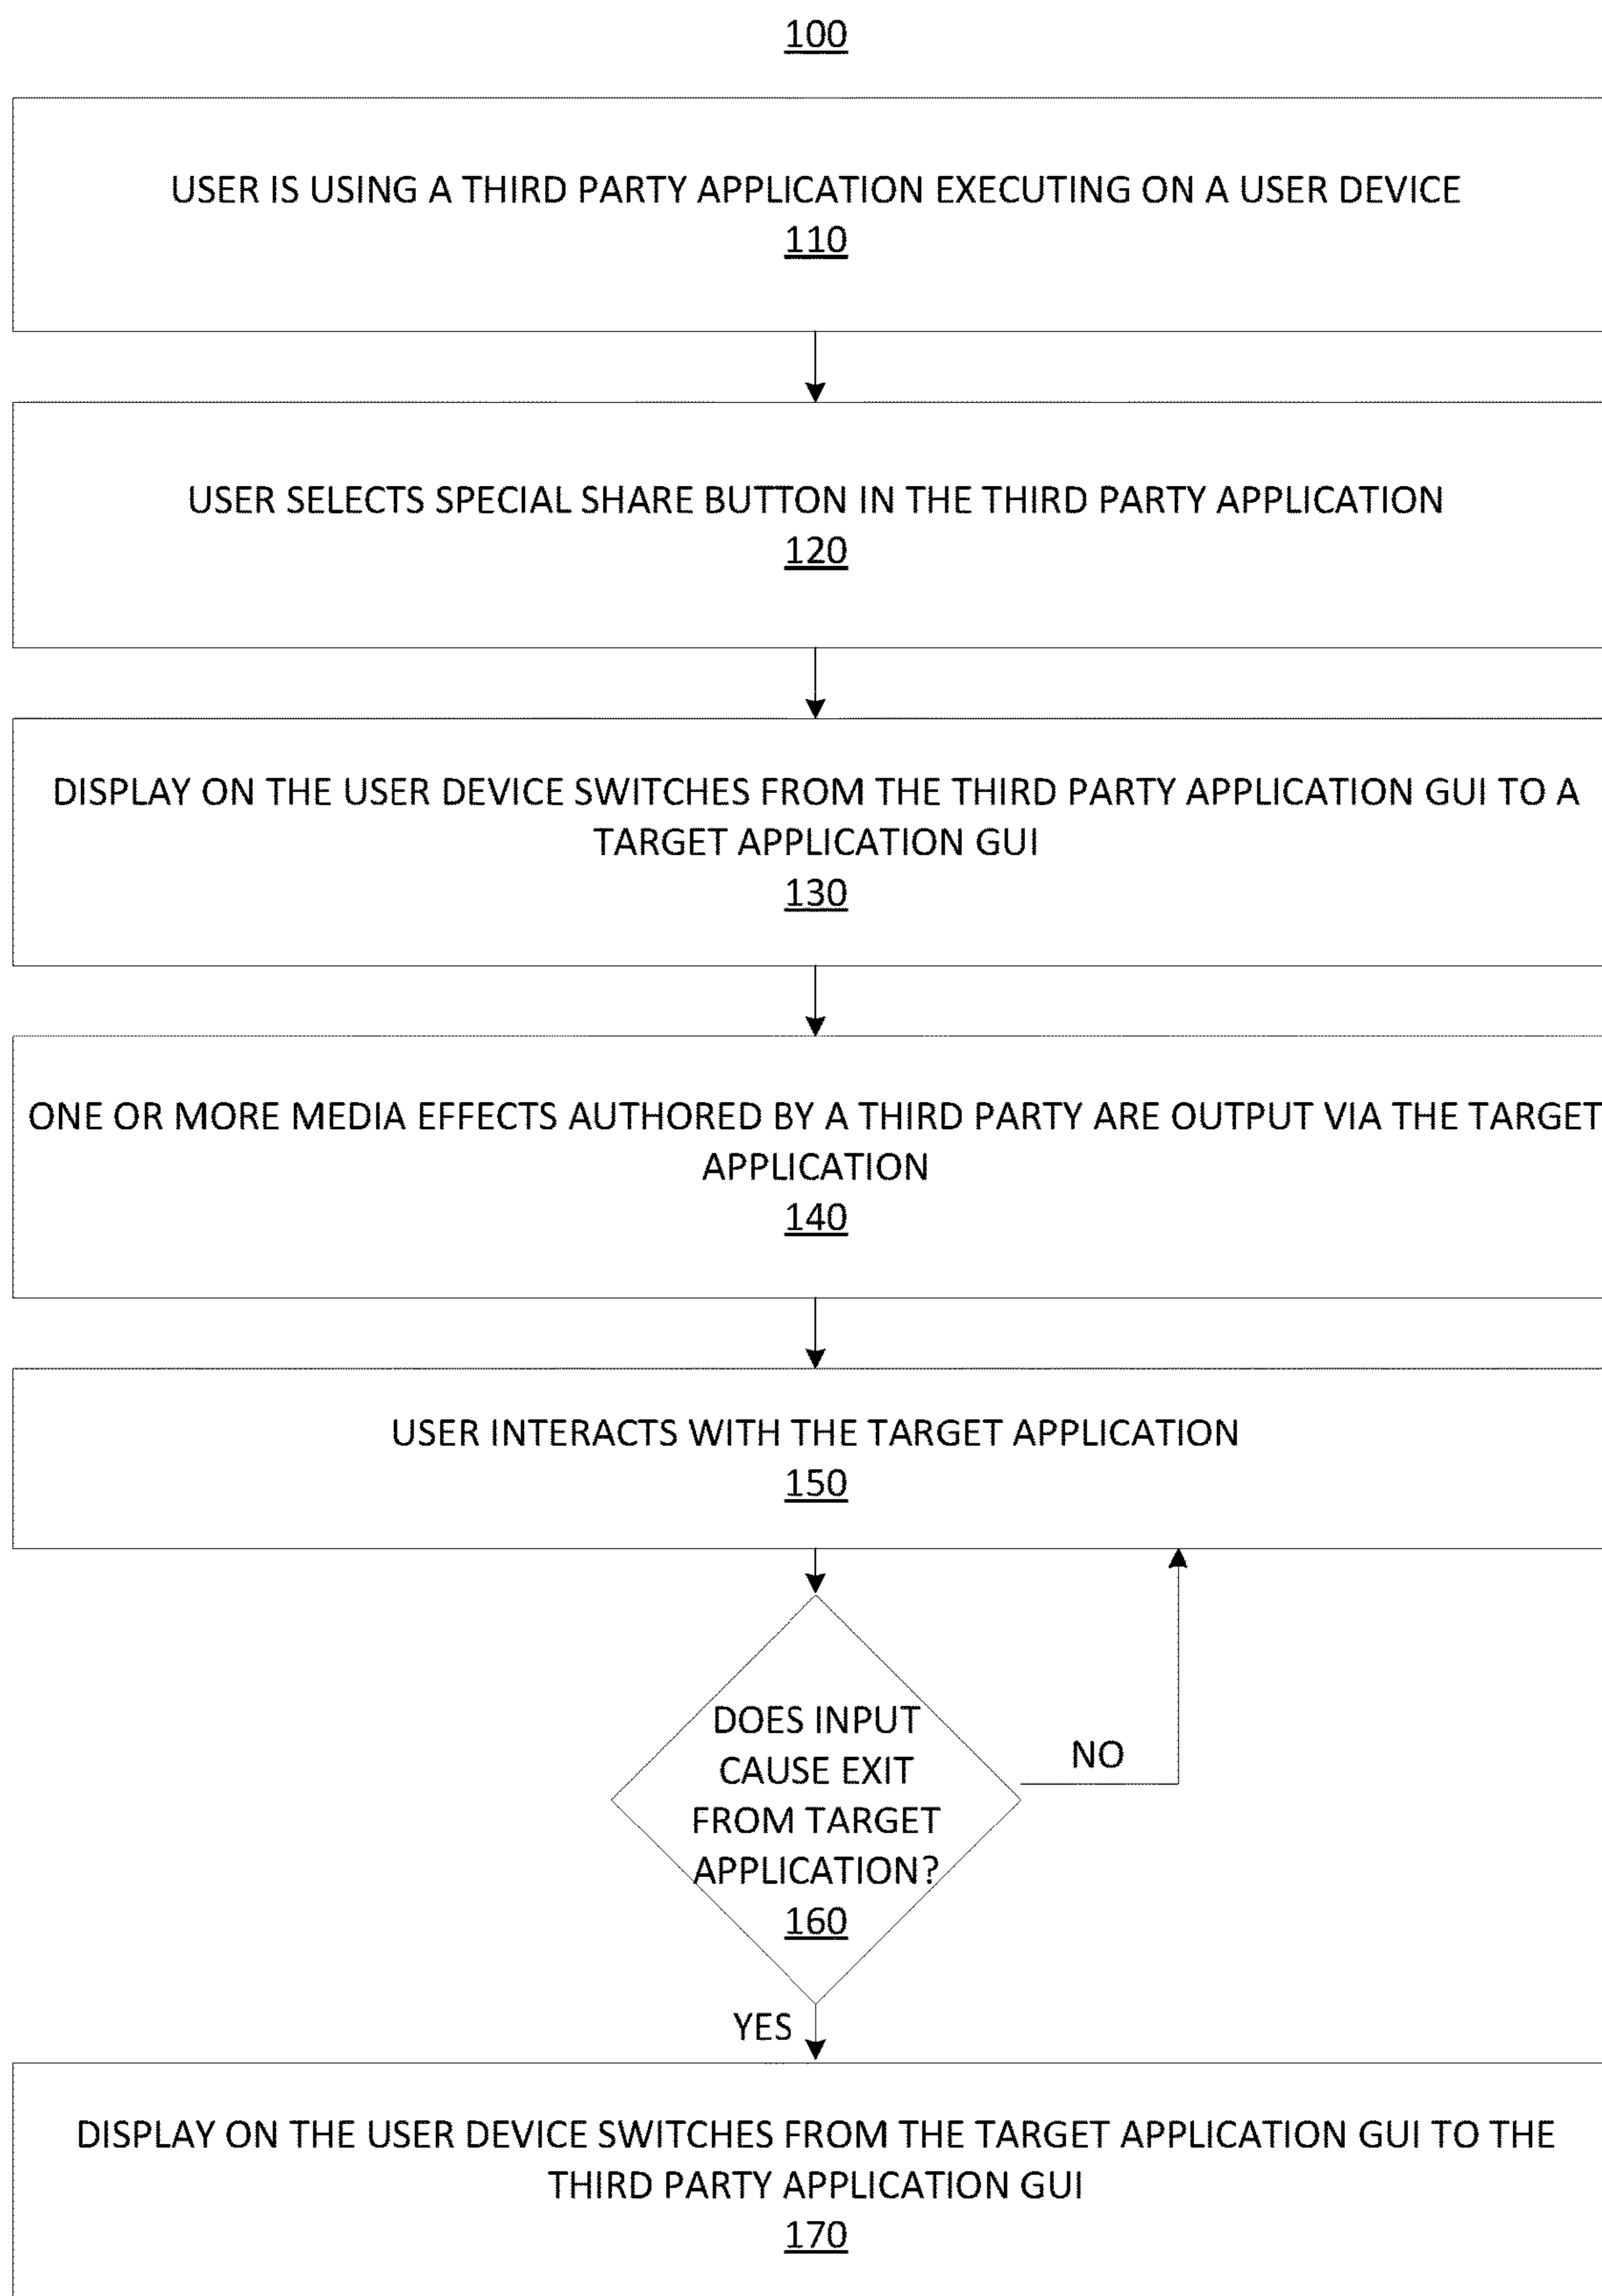 100
USER IS USING A THIRD PARTY APPLICATION EXECUTING ON A USER DEVICE
110
USER SELECTS SPECIAL SHARE BUTTON IN THE THIRD PARTY APPLICATION
120
DISPLAY ON THE USER DEVICE SWITCHES FROM THE THIRD PARTY APPLICATION GUI TO A
TARGET APPLICATION GUI
130
ONE OR MORE MEDIA EFFECTS AUTHORED BY A THIRD PARTY ARE OUTPUT VIA THE TARGET
APPLICATION
140
USER INTERACTS WITH THE TARGET APPLICATION
150
DOES INPUT
CAUSE EXIT
FROM TARGET
APPLICATION?
160
NO
YES
DISPLAY ON THE USER DEVICE SWITCHES FROM THE TARGET APPLICATION GUI TO THE
THIRD PARTY APPLICATION GUI
170